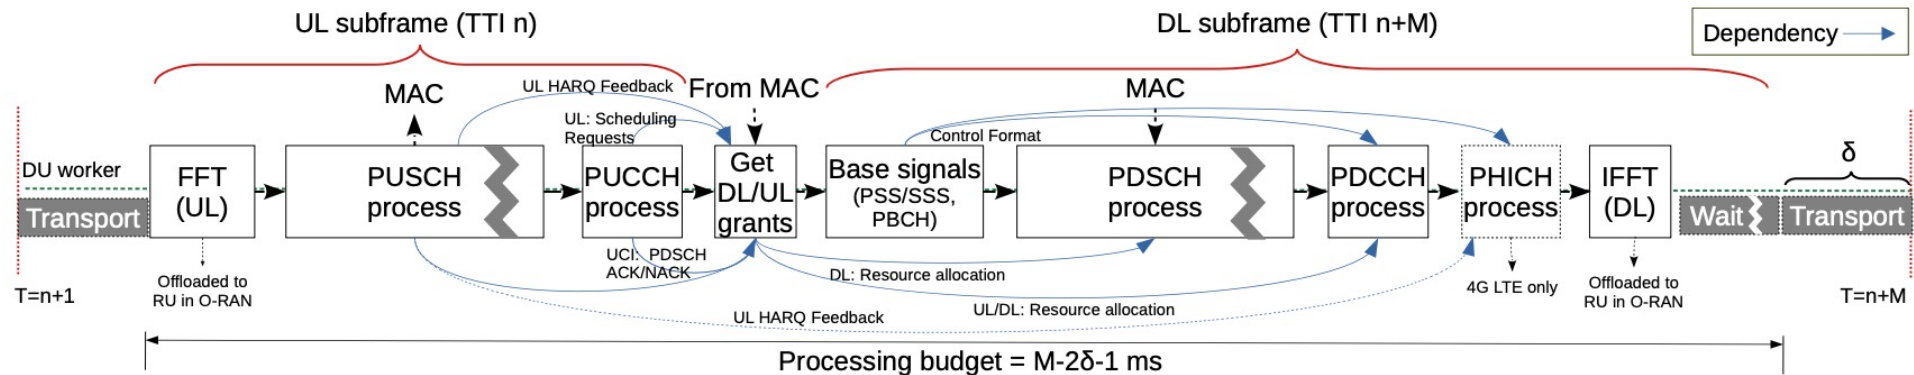 UL subframe (TTI n)
DL subframe (TTI n+M)
Dependency
MAC
UL HARQ Feedback
From MAC
MAC
UL: Scheduling
Requests
Control Format
DU worker
Transport
FFT
(UL)
PUSCH
process
PUCCH
process
Get
DL/UL
grants
Base signals
(PSS/SSS,
PBCH)
PDSCH
process
PDCCH
process
PHICH
process
IFFT
(DL)
δ
Wait
Transport
UCI: PDSCH
ACK/NACK
DL: Resource allocation
Offloaded to
RU in O-RAN
4G LTE only
Offloaded to
RU in O-RAN
T=n+1
T=n+M
UL/DL: Resource allocation
UL HARQ Feedback
Processing budget = M-2δ-1 ms